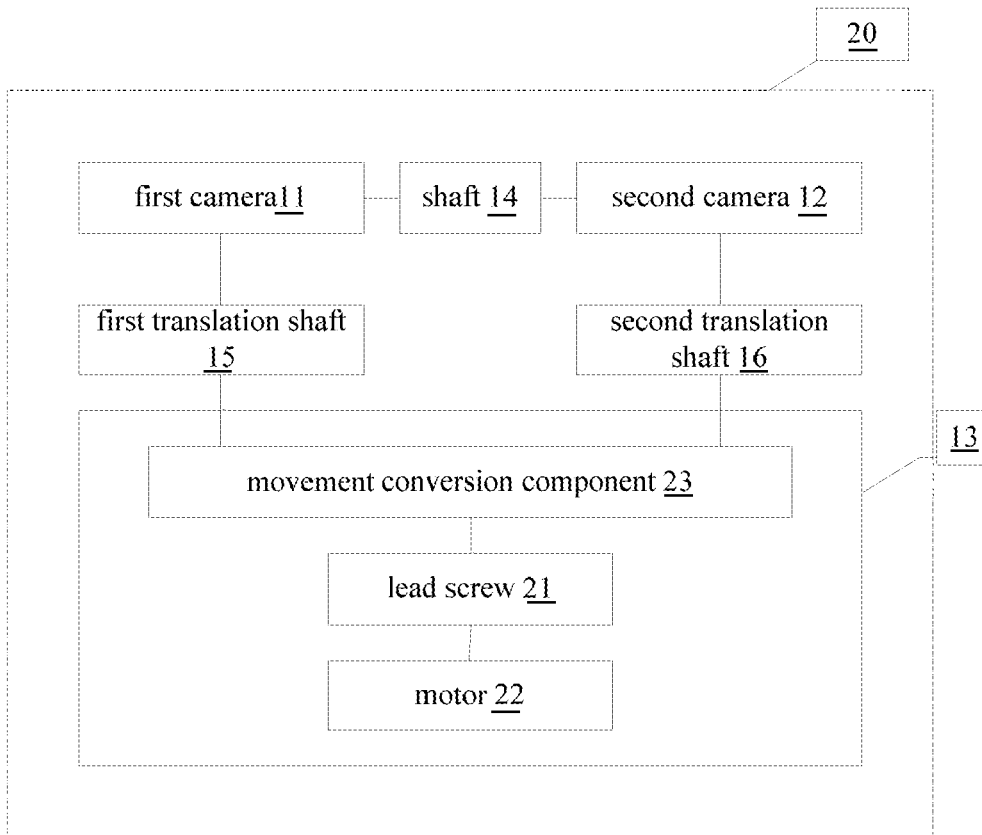 20
first camera11
shaft 14
second camera 12
first translation shaft
15
second translation
shaft 16
13
movement conversion component 23
lead screw 21
motor 22